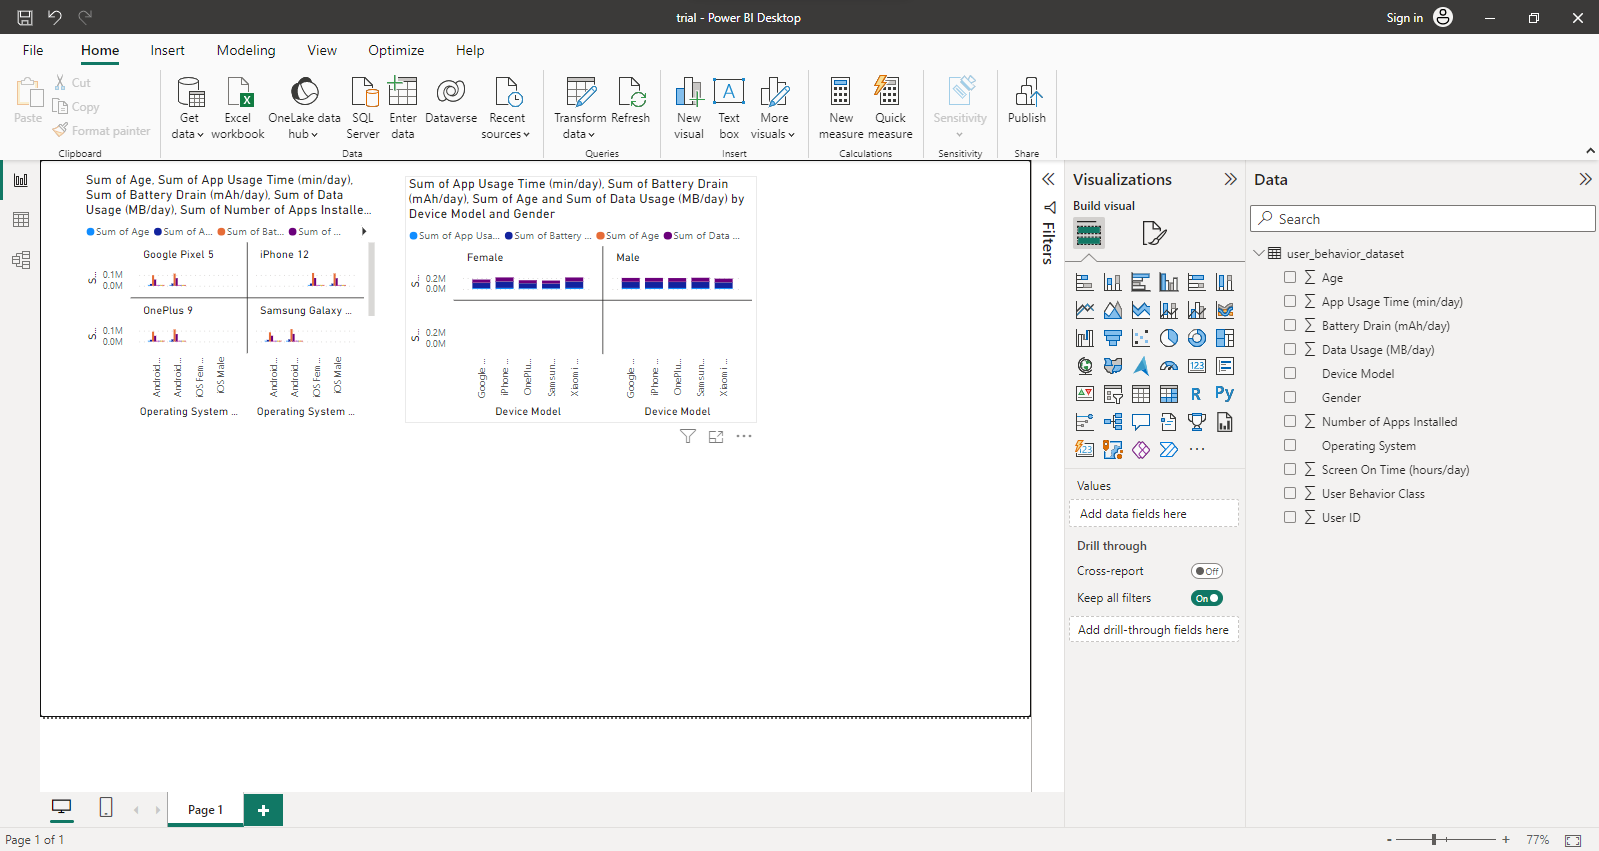 trial - Power BI Desktop
Sign in
File Home Insert Modeling View Optimize Help
Paste
Cut
Copy
Format painter
Clipboard
Get data
Excel workbook
OneLake data hub
SQL Server
Enter data
Dataverse
Recent sources
Data
Transform data
Refresh
Queries
New visual
Text box
More visuals
Insert
New measure
Quick measure
Calculations
Sensitivity
Sensitivity
Publish
Share
Sum of Age, Sum of App Usage Time (min/day),
Sum of Battery Drain (mAh/day), Sum of Data
Usage (MB/day), Sum of Number of Apps Installe...
Sum of Age Sum of A... Sum of Bat... Sum of ...
Google Pixel 5 iPhone 12
S...
0.1M
0.0M
OnePlus 9 Samsung Galaxy ...
S...
0.1M
0.0M
Android...
Android...
iOS Fem...
iOS Male
Android...
Android...
iOS Fem...
iOS Male
Operating System ... Operating System ...
Sum of App Usage Time (min/day), Sum of Battery Drain
(mAh/day), Sum of Age and Sum of Data Usage (MB/day) by
Device Model and Gender
Sum of App Usa... Sum of Battery ... Sum of Age Sum of Data ...
Female Male
S...
0.2M
0.0M
S...
0.2M
0.0M
Google ...
iPhone ...
OnePlu...
Samsun...
Xiaomi ...
Google ...
iPhone ...
OnePlu...
Samsun...
Xiaomi ...
Device Model Device Model
Filters
Visualizations
Build visual
123
R
Py
123
Values
Add data fields here
Drill through
Cross-report Off
Keep all filters On
Add drill-through fields here
Data
Search
user_behavior_dataset
Age
App Usage Time (min/day)
Battery Drain (mAh/day)
Data Usage (MB/day)
Device Model
Gender
Number of Apps Installed
Operating System
Screen On Time (hours/day)
User Behavior Class
User ID
Page 1
+
Page 1 of 1
- + 77%